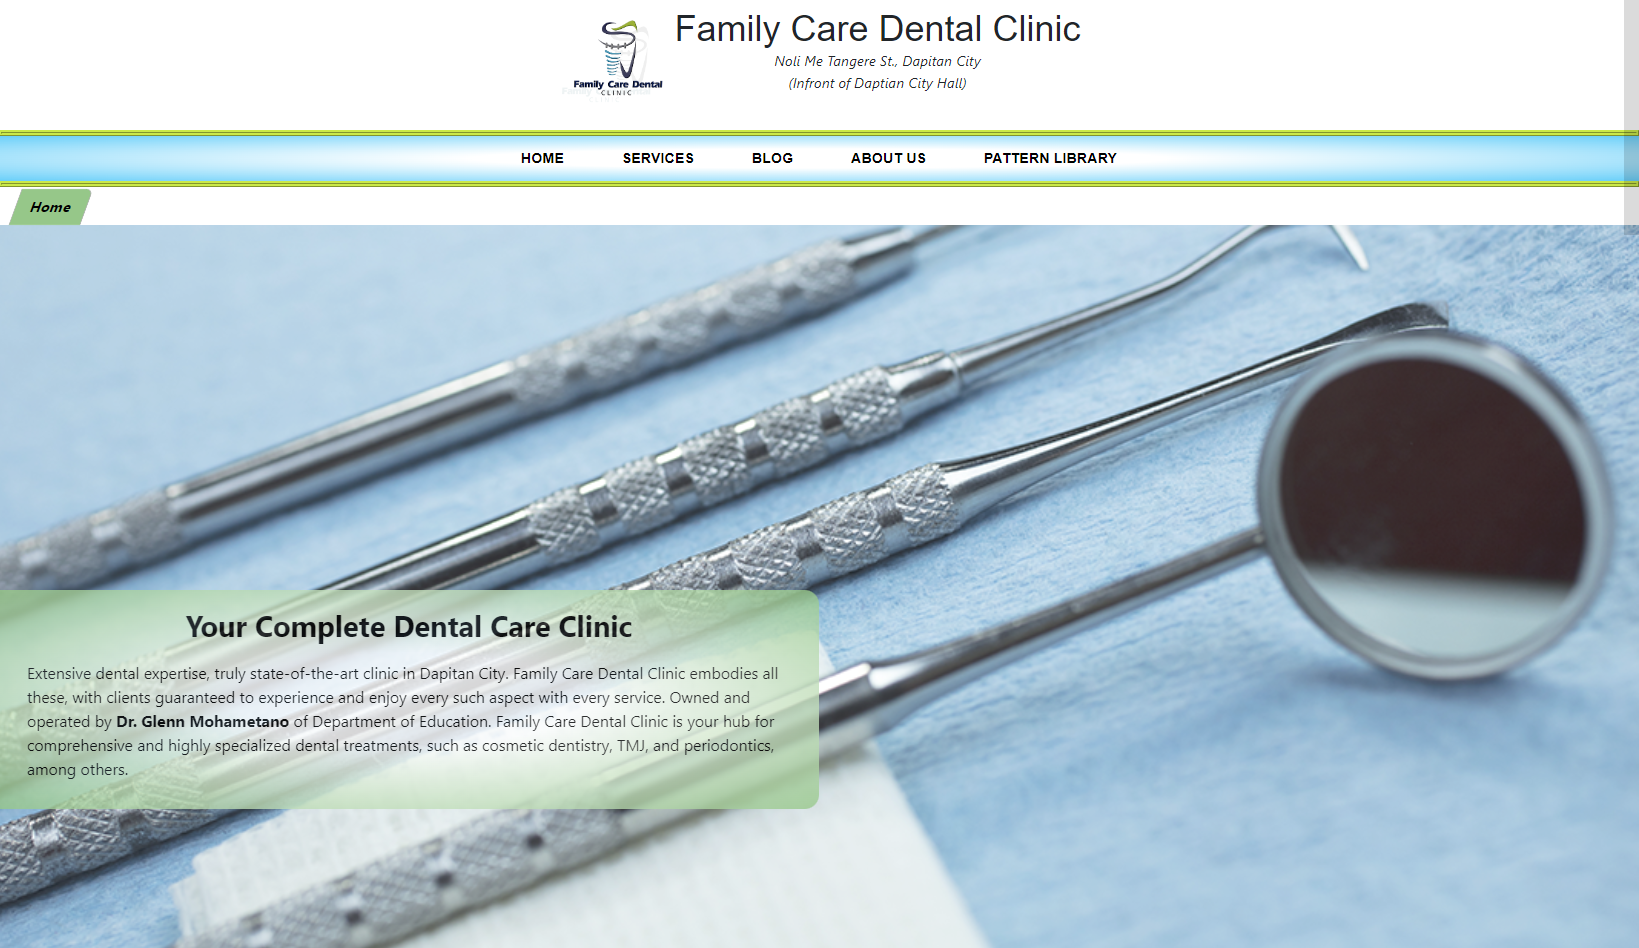 Family Care Dental Clinic
Noli Me Tangere St., Dapitan City
(Infront of Daptian City Hall)
Family Care Dental
CLINIC
HOME SERVICES BLOG ABOUT US PATTERN LIBRARY
Home
Your Complete Dental Care Clinic
Extensive dental expertise, truly state-of-the-art clinic in Dapitan City. Family Care Dental Clinic embodies all
these, with clients guaranteed to experience and enjoy every such aspect with every service. Owned and
operated by Dr. Glenn Mohametano of Department of Education. Family Care Dental Clinic is your hub for
comprehensive and highly specialized dental treatments, such as cosmetic dentistry, TMJ, and periodontics,
among others.